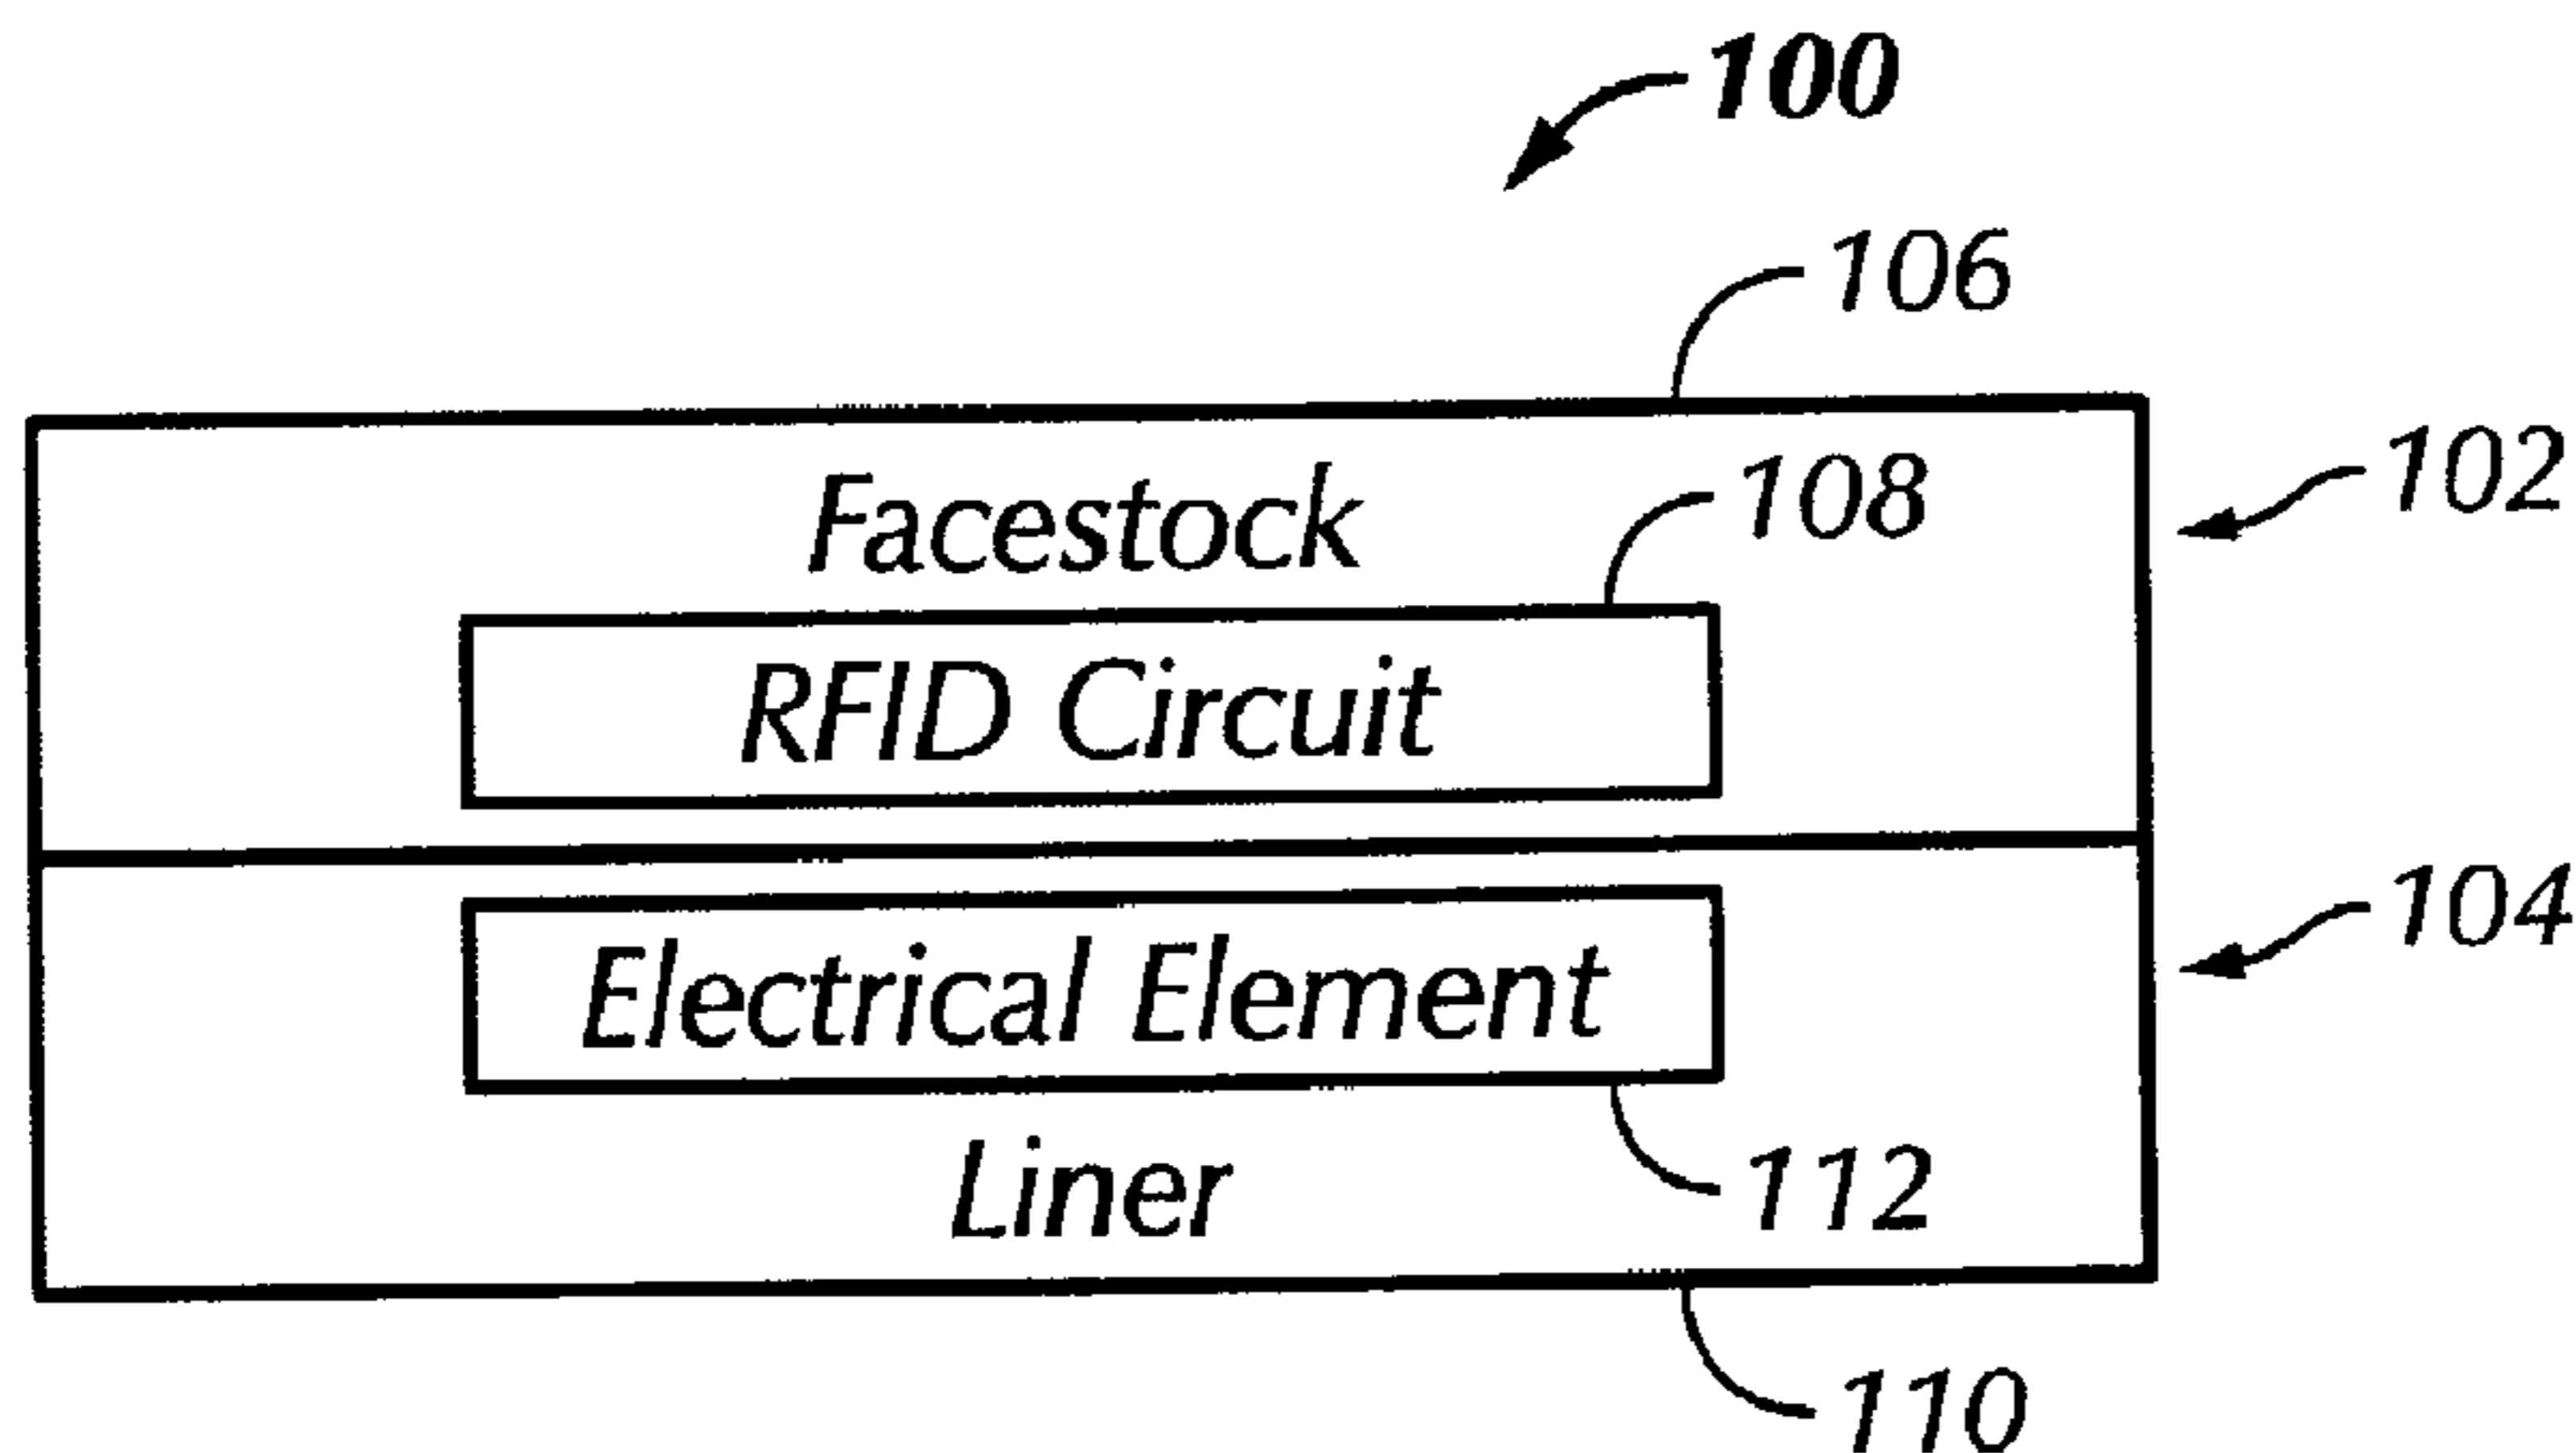 100
106
Facestock
108
102
RFID Circuit
104
Electrical Element
112
Liner
110